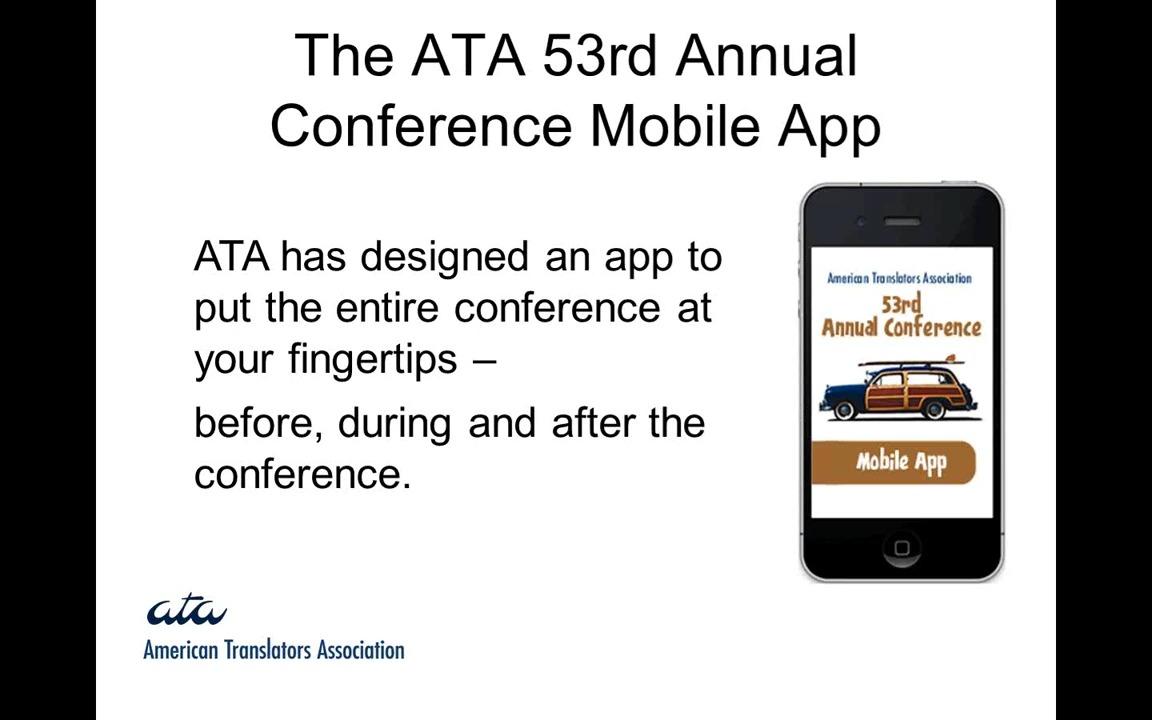 The ATA 53rd Annual
Conference Mobile App
ATA has designed an app to
put the entire conference at
your fingertips –
before, during and after the
conference.
American Translators Association
53rd
Annual Conference
Mobile App
ata
American Translators Association